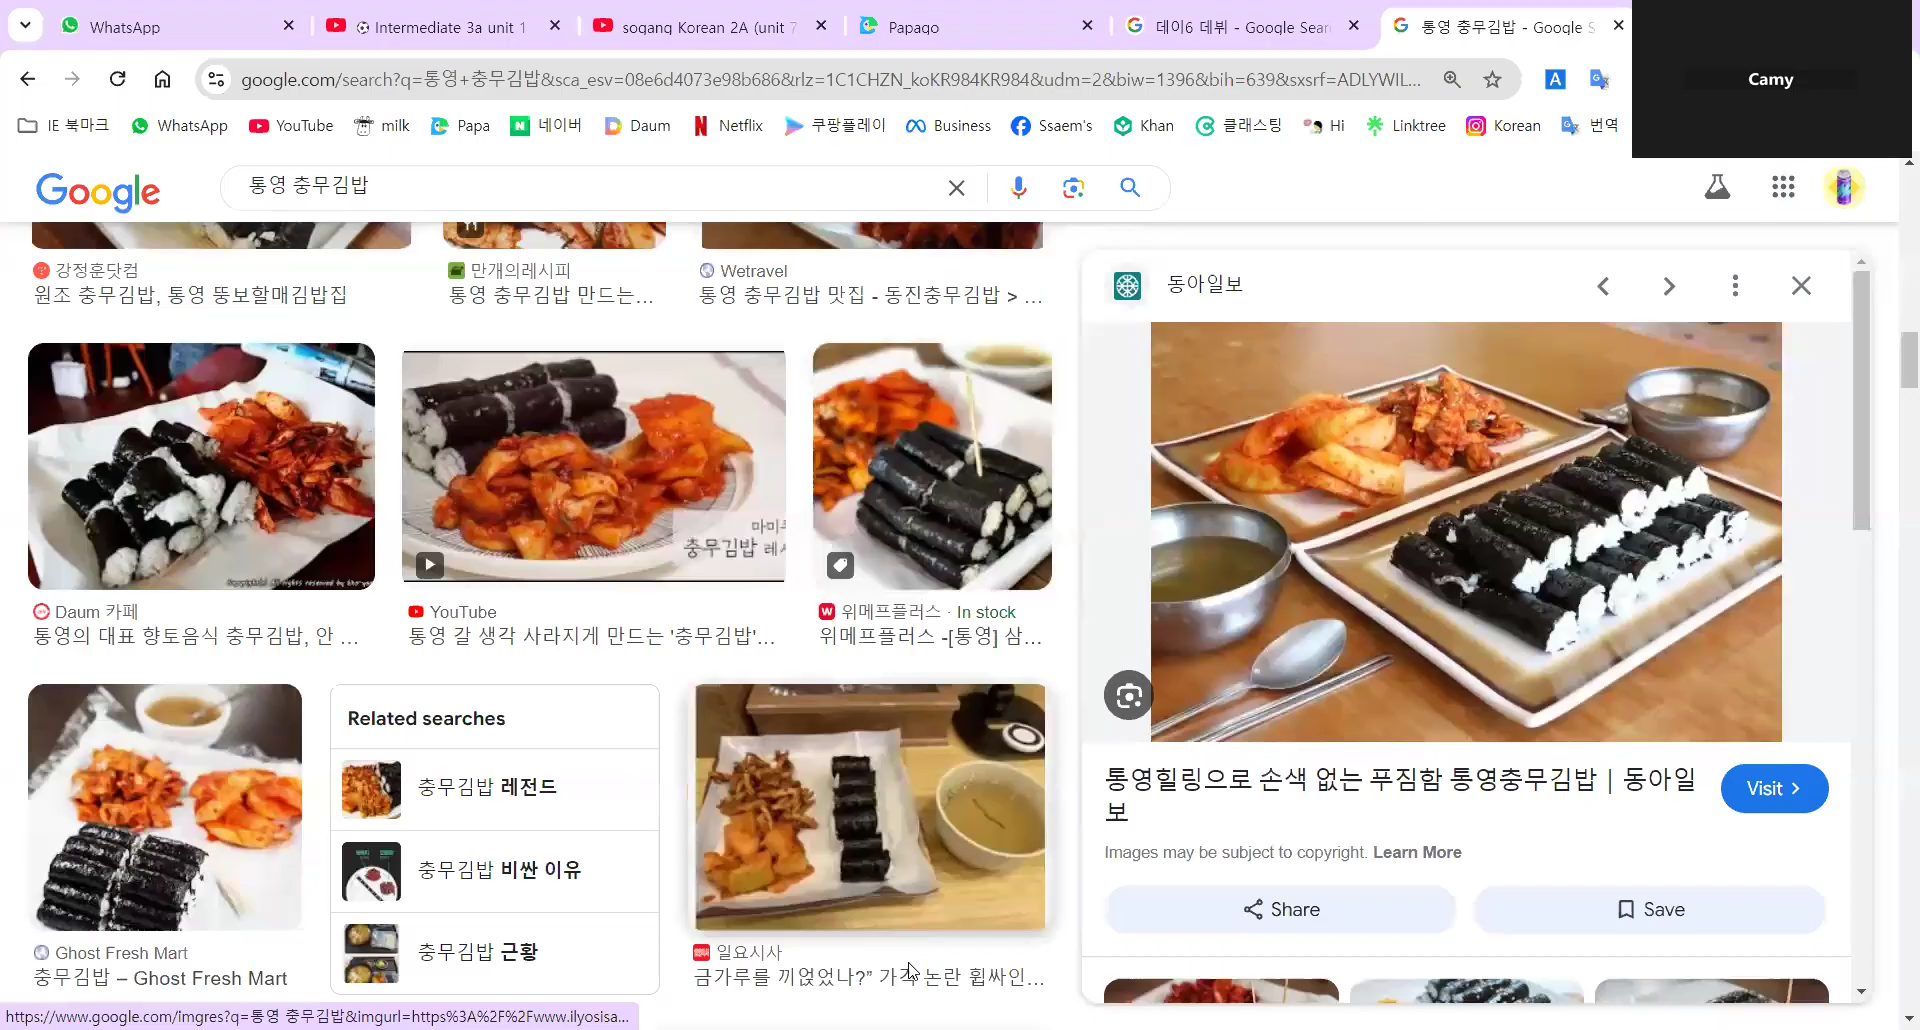 WhatsApp
Intermediate 3a unit 1
sogang Korean 2A (unit 7
Papago
데이6 데뷔 - Google Sear
통영 충무김밥 - Google S
Camy
google.com/search?q=통영+충무김밥&sca_esv=08e6d4073e98b686&rlz=1C1CHZN_koKR984KR984&udm=2&biw=1396&bih=639&sxsrf=ADLYWIL...
IE 북마크
WhatsApp
YouTube
milk
Papa
네이버
Daum
Netflix
쿠팡플레이
Business
Ssaem's
Khan
클래스팅
Hi
Linktree
Korean
번역
Google
통영 충무김밥
강정훈닷컴
원조 충무김밥, 통영 뚱보할매김밥집
만개의레시피
통영 충무김밥 만드는...
Wetravel
통영 충무김밥 맛집 - 동진충무김밥 > ...
충무김밥 레시
Daum 카페
통영의 대표 향토음식 충무김밥, 안 ...
YouTube
통영 갈 생각 사라지게 만드는 '충무김밥'...
위메프플러스 · In stock
위메프플러스 -[통영] 삼...
Ghost Fresh Mart
충무김밥 – Ghost Fresh Mart
Related searches
충무김밥 레전드
충무김밥 비싼 이유
충무김밥 근황
일요시사
금가루를 끼얹었나?” 가격 논란 휩싸인...
동아일보
통영힐링으로 손색 없는 푸짐함 통영충무김밥 | 동아일
보
Visit
Images may be subject to copyright. Learn More
Share
Save
https://www.google.com/imgres?q=통영 충무김밥&imgurl=https%3A%2F%2Fwww.ilyosisa...